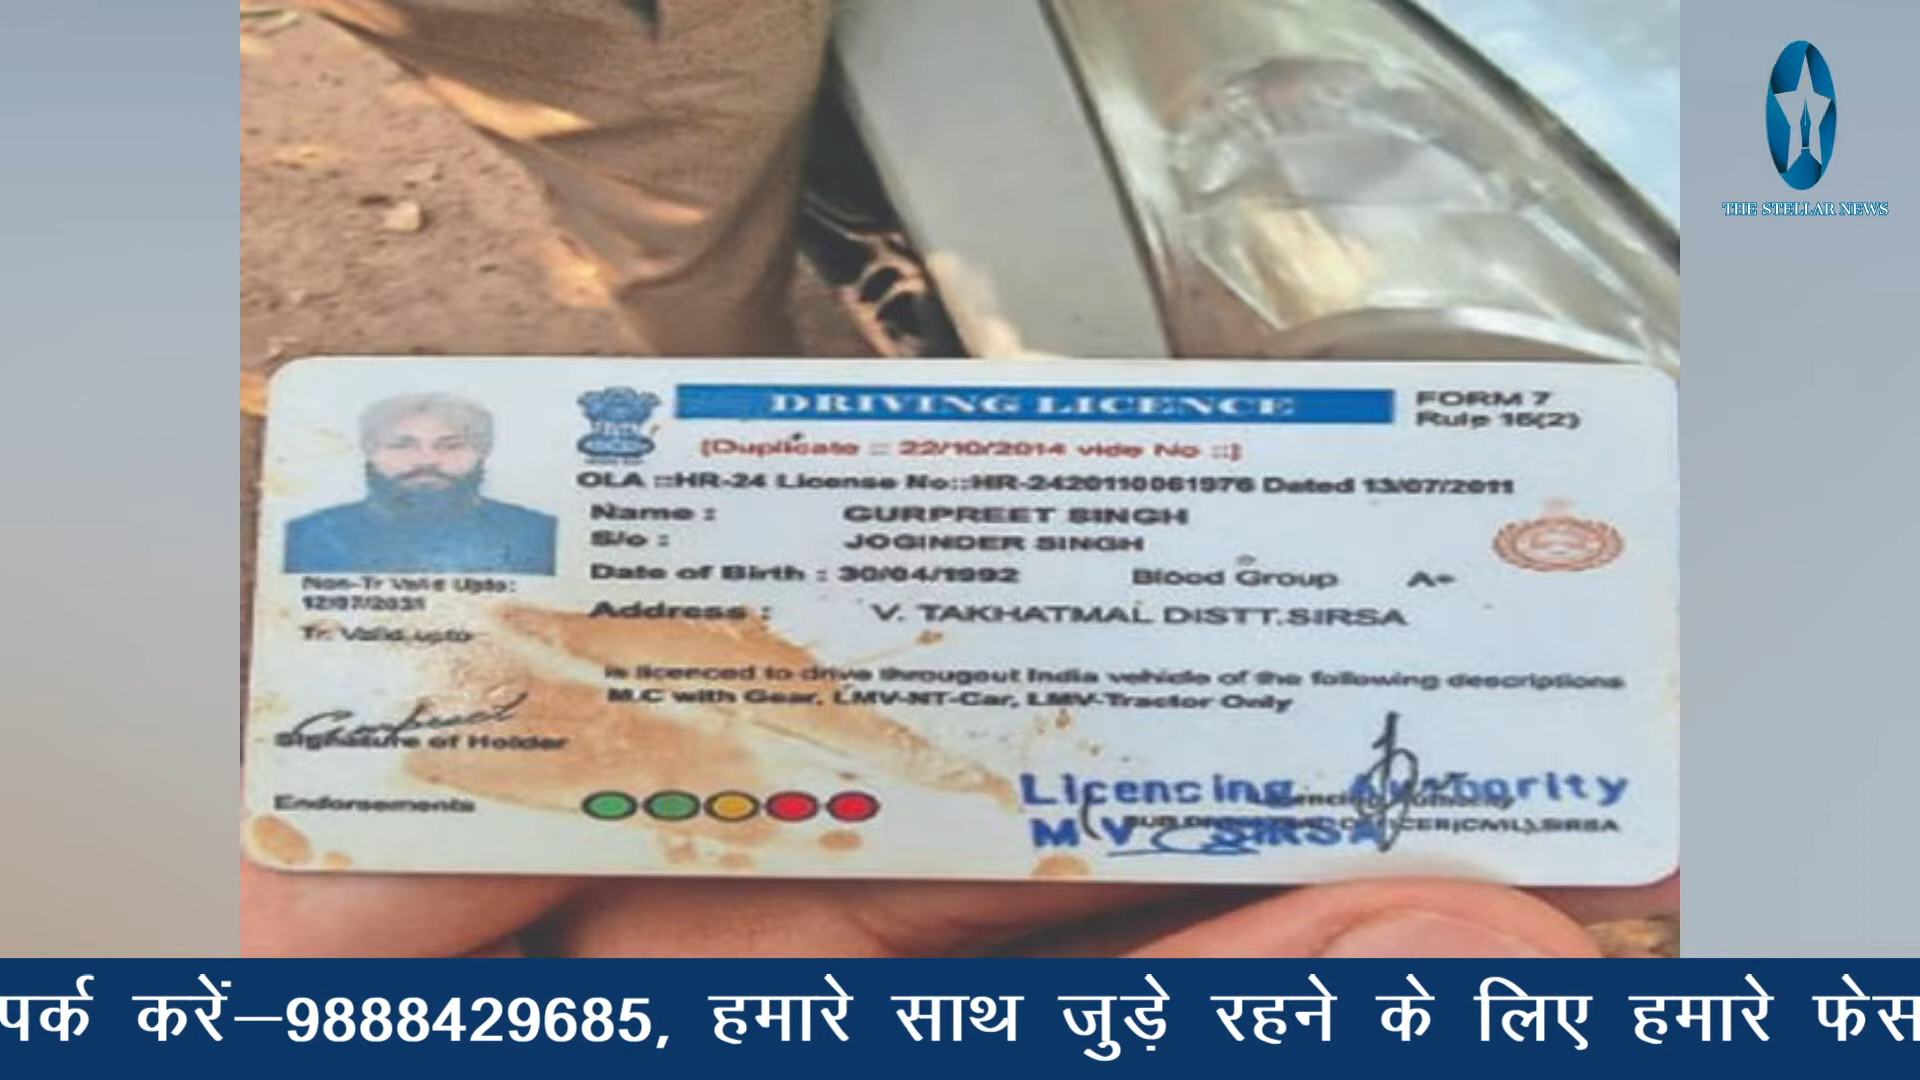 THE STELLAR NEWS
DRIVING LICENCE
FORM 7
Rule 16(2)
(Duplicate :: 22/10/2014 vide No ::)
OLA ::HR-24 License No::HR-2420110061976 Dated 13/07/2011
Name : GURPREET SINGH
S/o : JOGINDER SINGH
Date of Birth : 30/04/1992 Blood Group A+
Non-Tr Valid Upto:
12/07/2031
Tr. Valid upto
Address : V. TAKHATMAL DISTT.SIRSA
is licenced to drive througout India vehicle of the following descriptions
M.C with Gear, LMV-NT-Car, LMV-Tractor Only
Signature of Holder
Endorsements
Licensing Authority
M V SIRSA
पर्क करें–9888429685, हमारे साथ जुड़े रहने के लिए हमारे फेस